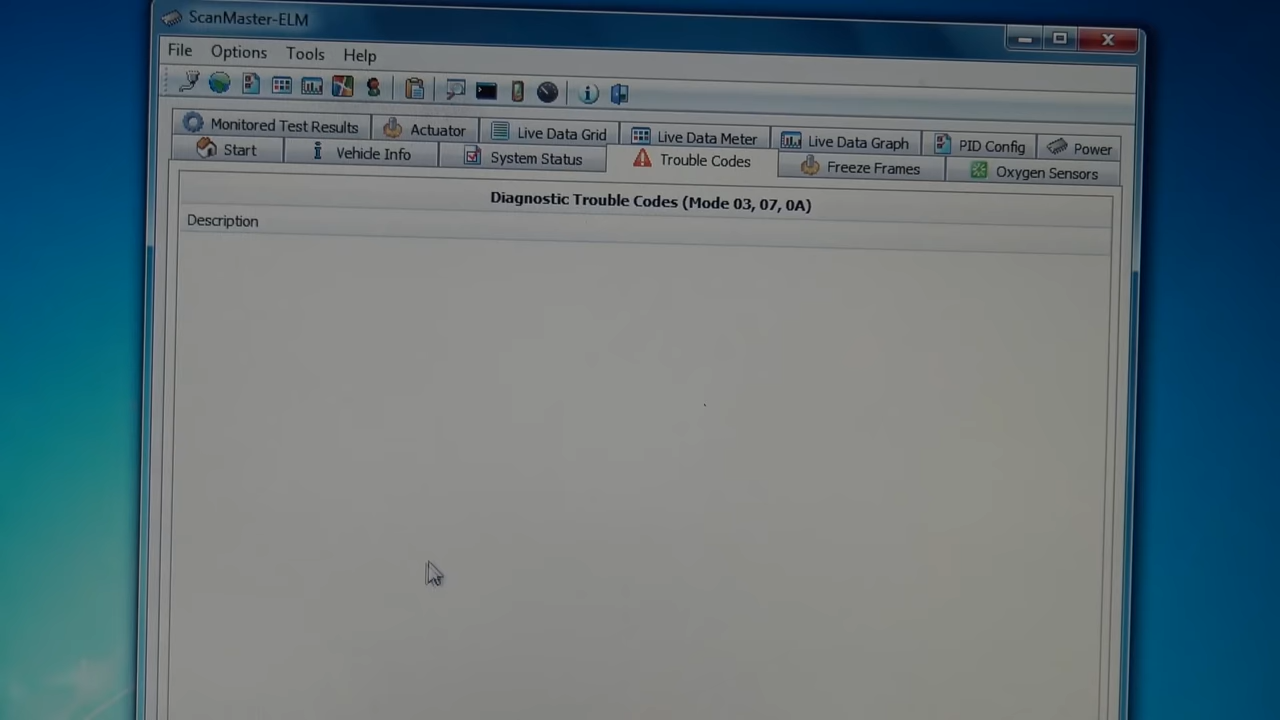 ScanMaster-ELM
File Options Tools Help
Monitored Test Results Actuator Live Data Grid Live Data Meter Live Data Graph PID Config Power
Start Vehicle Info System Status Trouble Codes Freeze Frames Oxygen Sensors
Diagnostic Trouble Codes (Mode 03, 07, 0A)
Description